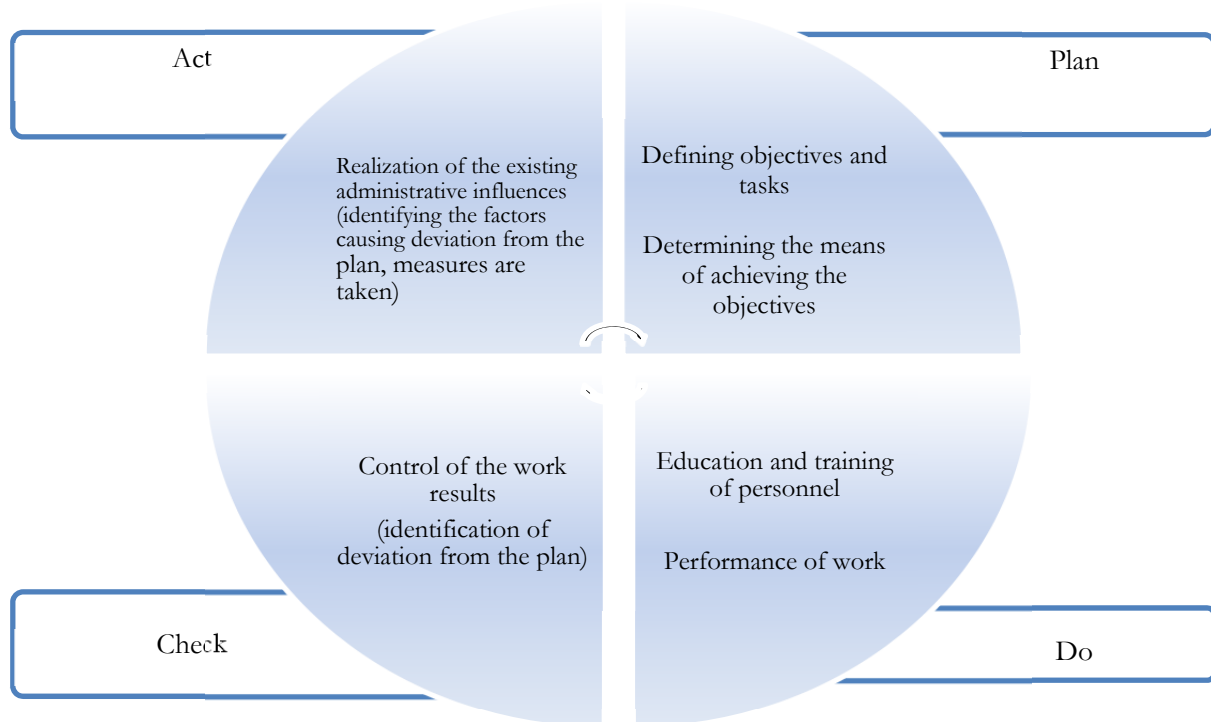 Act
Plan
Realization of the existing
administrative influences
(identifying the factors
causing deviation from the
plan, measures are
taken)
Defining objectives and
tasks
Determining the means
of achieving the
objectives
Control of the work
results
(identification of
deviation from the plan)
Education and training
of personnel
Performance of work
Check
Do